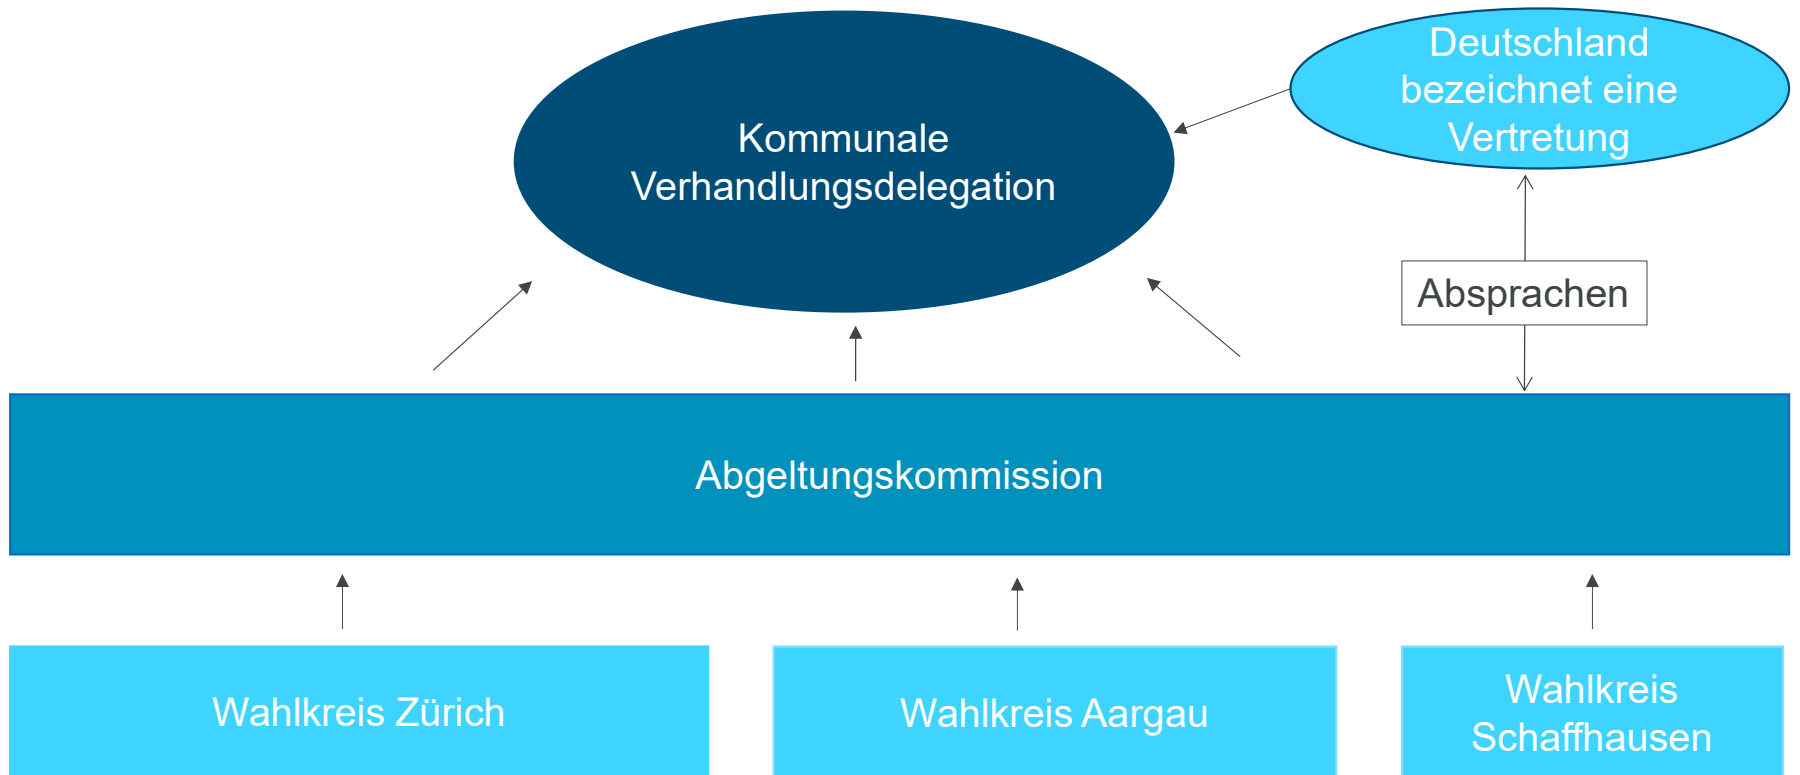 Kommunale
Verhandlungsdelegation
Deutschland
bezeichnet eine
Vertretung
Absprachen
Abgeltungskommission
Wahlkreis Zürich
Wahlkreis Aargau
Wahlkreis
Schaffhausen